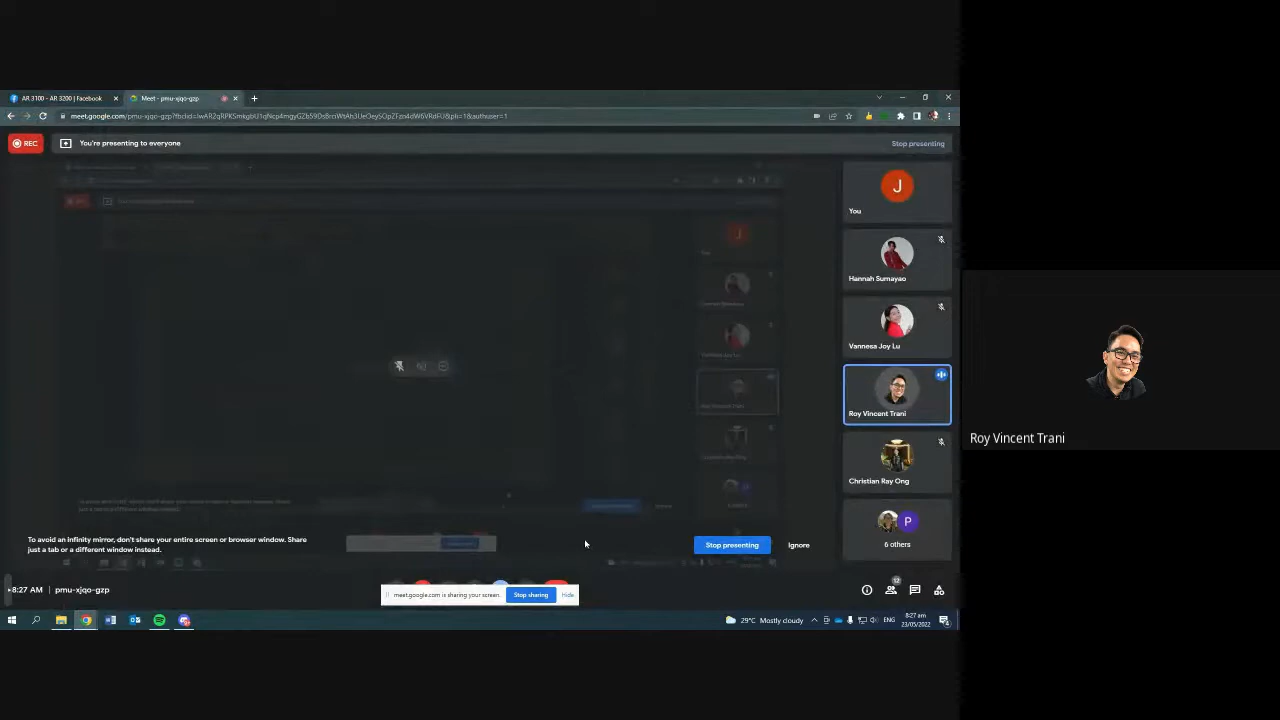 AR 3100 - AR 3200 | Facebook
Meet - pmu-xjqo-gzp
REC
You're presenting to everyone
Stop presenting
J
You
Hannah Sumayao
Vannesa Joy Lu
Roy Vincent Trani
Roy Vincent Trani
Christian Ray Ong
P
6 others
To avoid an infinity mirror, don't share your entire screen or browser window. Share
just a tab or a different window instead.
Stop presenting
Ignore
8:27 AM | pmu-xjqo-gzp
meet.google.com is sharing your screen.
Stop sharing
Hide
12
29°C Mostly cloudy
ENG
8:27 am
23/05/2022